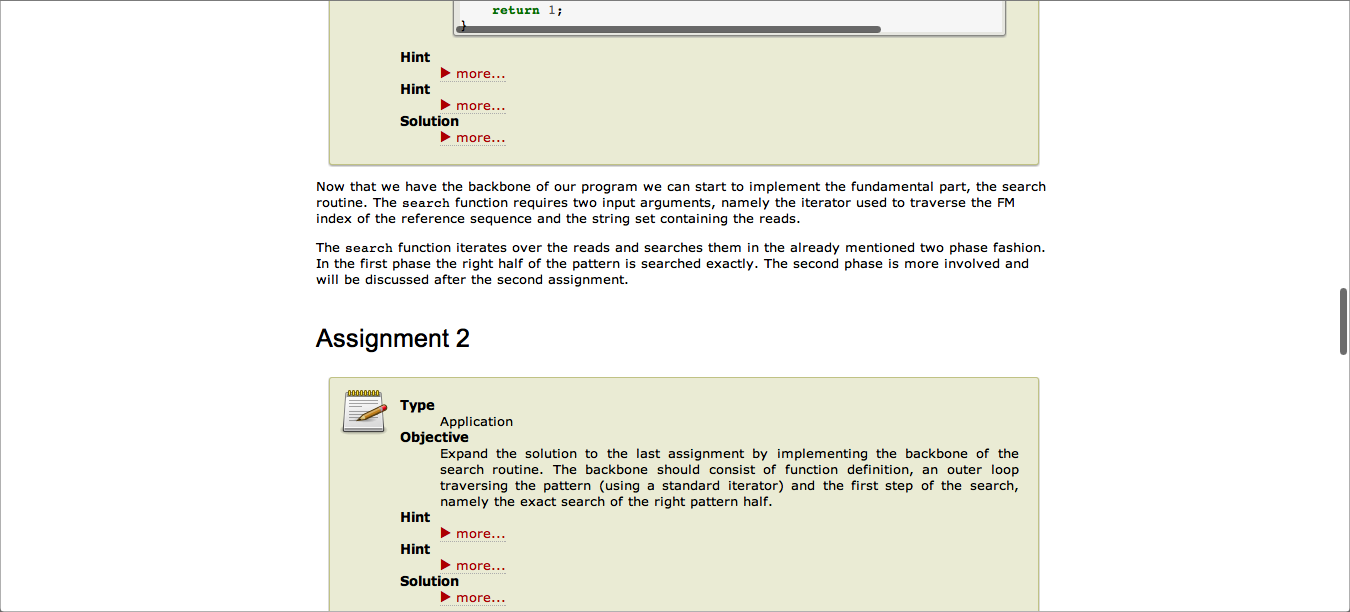 return 1;
}
Hint
more...
Hint
more...
Solution
more...
Now that we have the backbone of our program we can start to implement the fundamental part, the search
routine. The search function requires two input arguments, namely the iterator used to traverse the FM
index of the reference sequence and the string set containing the reads.
The search function iterates over the reads and searches them in the already mentioned two phase fashion.
In the first phase the right half of the pattern is searched exactly. The second phase is more involved and
will be discussed after the second assignment.
Assignment 2
Type
Application
Objective
Expand the solution to the last assignment by implementing the backbone of the
search routine. The backbone should consist of function definition, an outer loop
traversing the pattern (using a standard iterator) and the first step of the search,
namely the exact search of the right pattern half.
Hint
more...
Hint
more...
Solution
more...